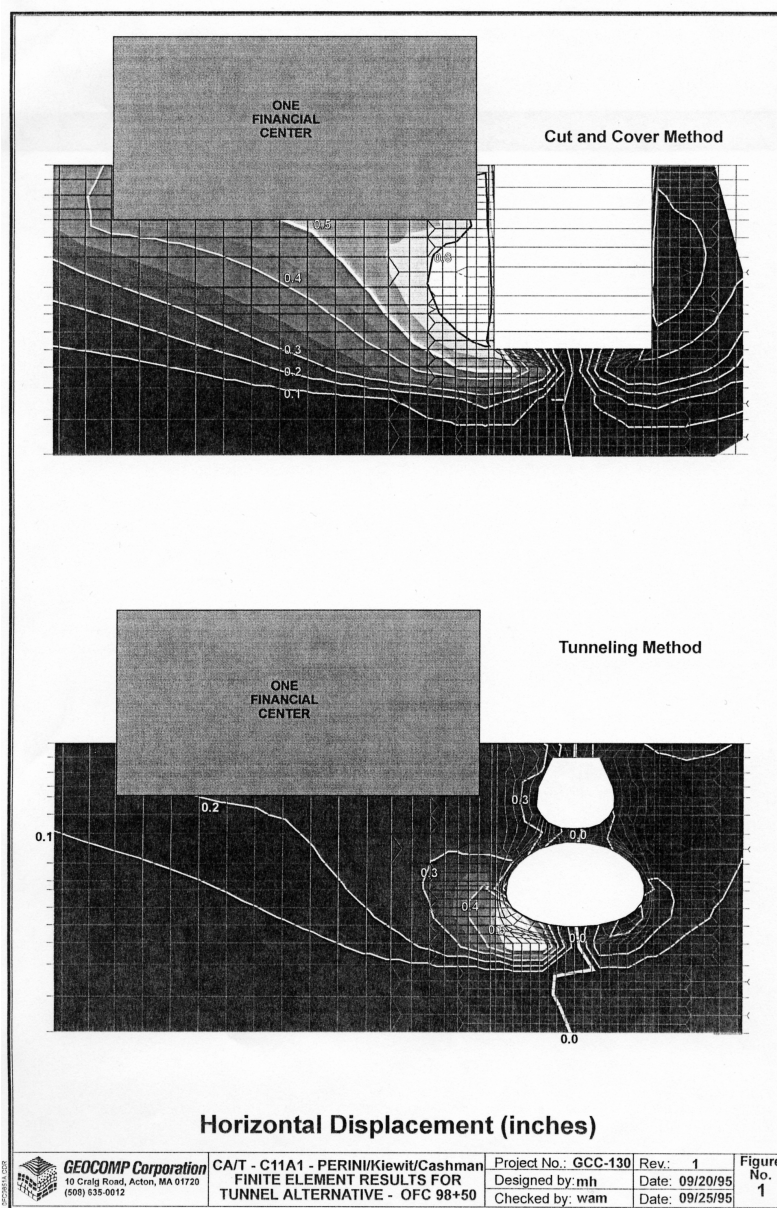 ONE
FINANCIAL
CENTER
Cut and Cover Method
0.5
0.6
0.4
0.3
0.2
0.1
Tunneling Method
ONE
FINANCIAL
CENTER
0.2
0.3
0.1
0.0
0.3
0.4
0.5
0.0
0.0
Horizontal Displacement (inches)
GEOCOMP Corporation
10 Craig Road, Acton, MA 01720
(508) 635-0012
CA/T - C11A1 - PERINI/Kiewit/Cashman
FINITE ELEMENT RESULTS FOR
TUNNEL ALTERNATIVE - OFC 98+50
Project No.: GCC-130
Rev.: 1
Designed by: mh
Date: 09/20/95
Checked by: wam
Date: 09/25/95
Figure
No.
1